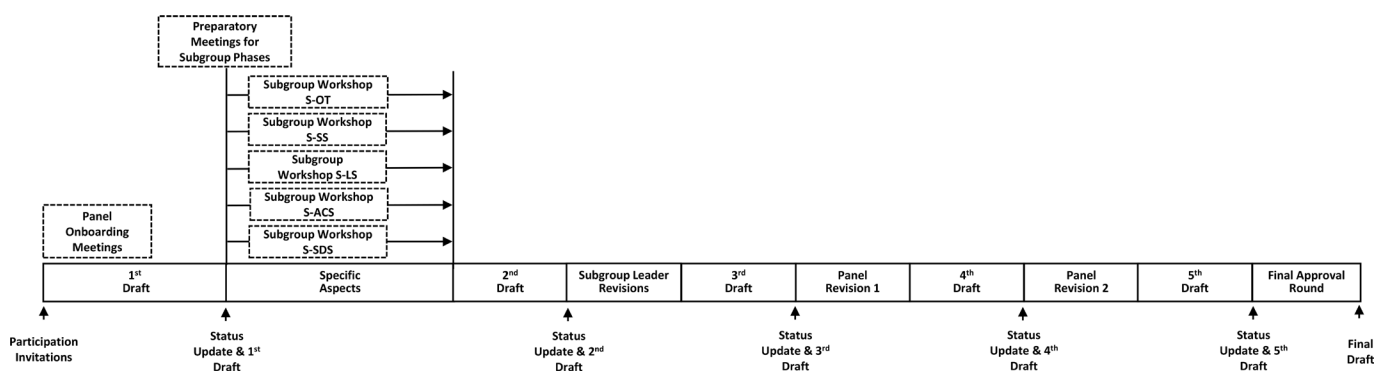 Preparatory
Meetings for
Subgroup Phases
Subgroup Workshop
S-OT
Subgroup Workshop
S-SS
Subgroup
Workshop S-LS
Subgroup Workshop
S-ACS
Subgroup Workshop
S-SDS
Panel
Onboarding
Meetings
1st
Draft
Specific
Aspects
2nd
Draft
Subgroup Leader
Revisions
3rd
Draft
Panel
Revision 1
4th
Draft
Panel
Revision 2
5th
Draft
Final Approval
Round
Participation
Invitations
Status
Update & 1st
Draft
Status
Update & 2nd
Draft
Status
Update & 3rd
Draft
Status
Update & 4th
Draft
Status
Update & 5th
Draft
Final
Draft